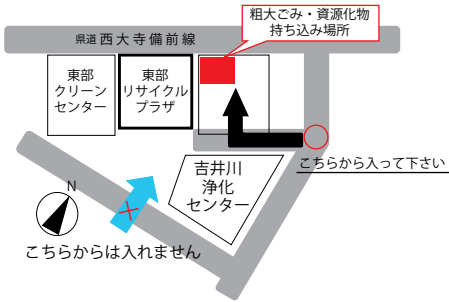 粗大ごみ・資源化物
持ち込み場所
県道西大寺備前線
東部
クリーン
センター
東部
リサイクル
プラザ
こちらから入って下さい
吉井川
浄化
センター
N
こちらからは入れません